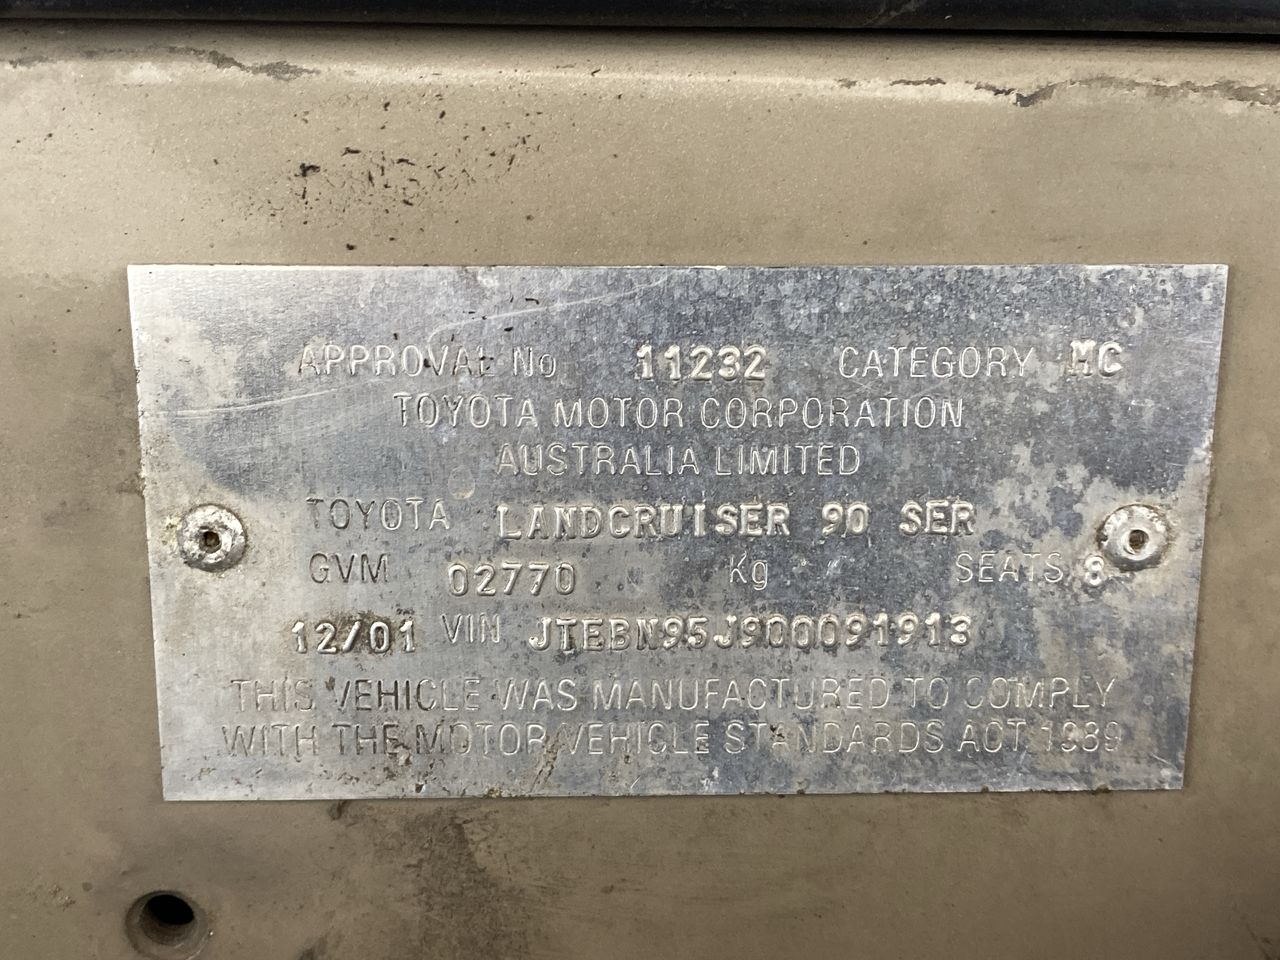 APPROVAL No 11232 CATEGORY MC
TOYOTA MOTOR CORPORATION
AUSTRALIA LIMITED
TOYOTA LANDCRUISER 90 SER
GVM 02770 Kg SEATS 8
12/01 VIN JTEBN95J900091913
THIS VEHICLE WAS MANUFACTURED TO COMPLY
WITH THE MOTOR VEHICLE STANDARDS ACT 1989